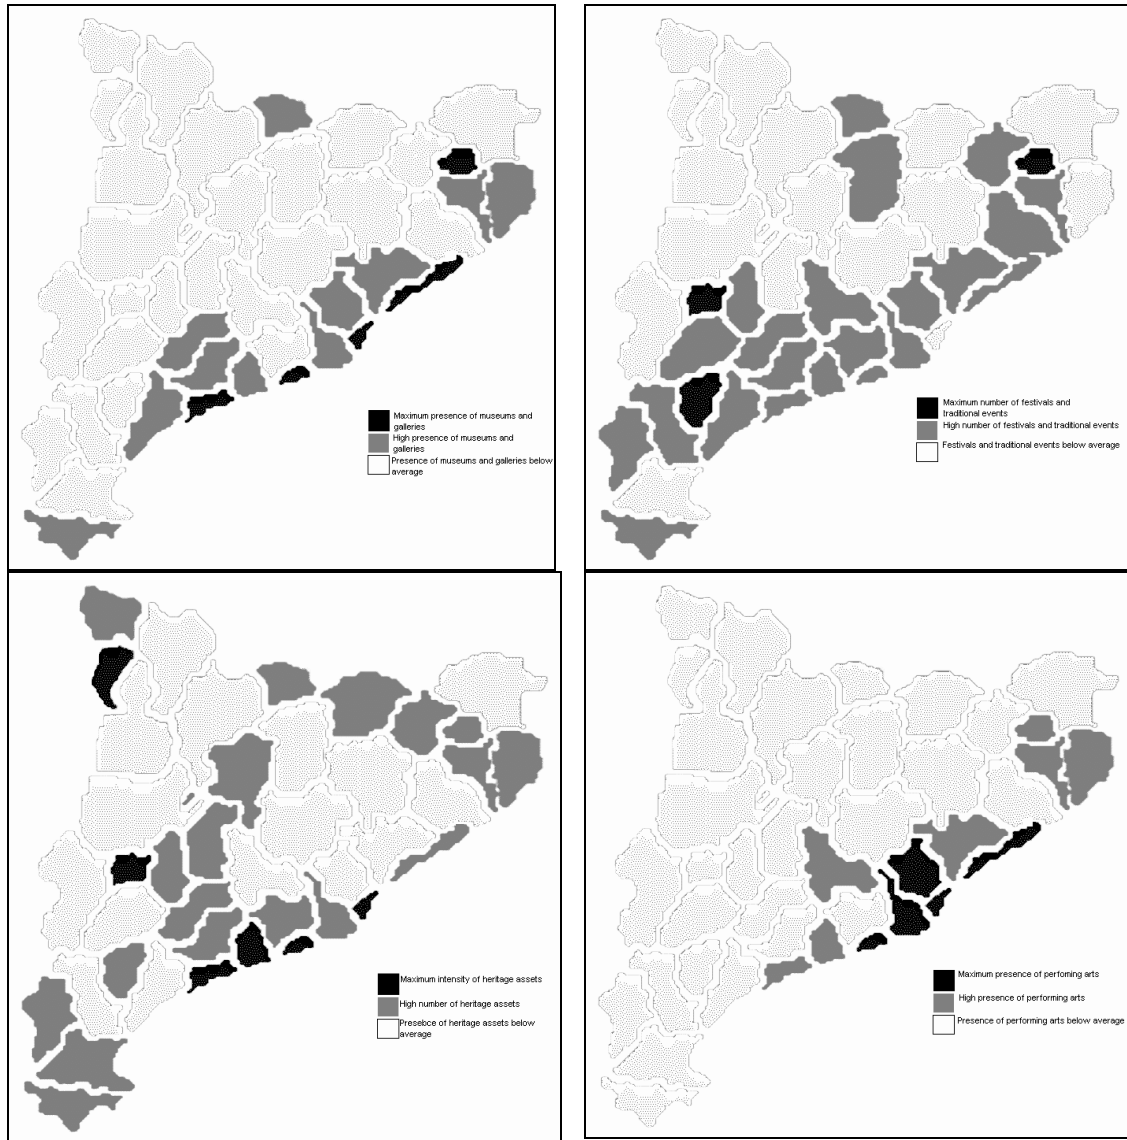 Maximum presence of museums and
galleries
High presence of museums and
galleries
Presence of museums and galleries below
average
Maximum number of festivals and
traditional events
High number of festivals and traditional events
Festivals and traditional events below average
Maximum intensity of heritage assets
High number of heritage assets
Presebce of heritage assets below
average
Maximum presence of perfoming arts
High presence of performing arts
Presence of performing arts below average